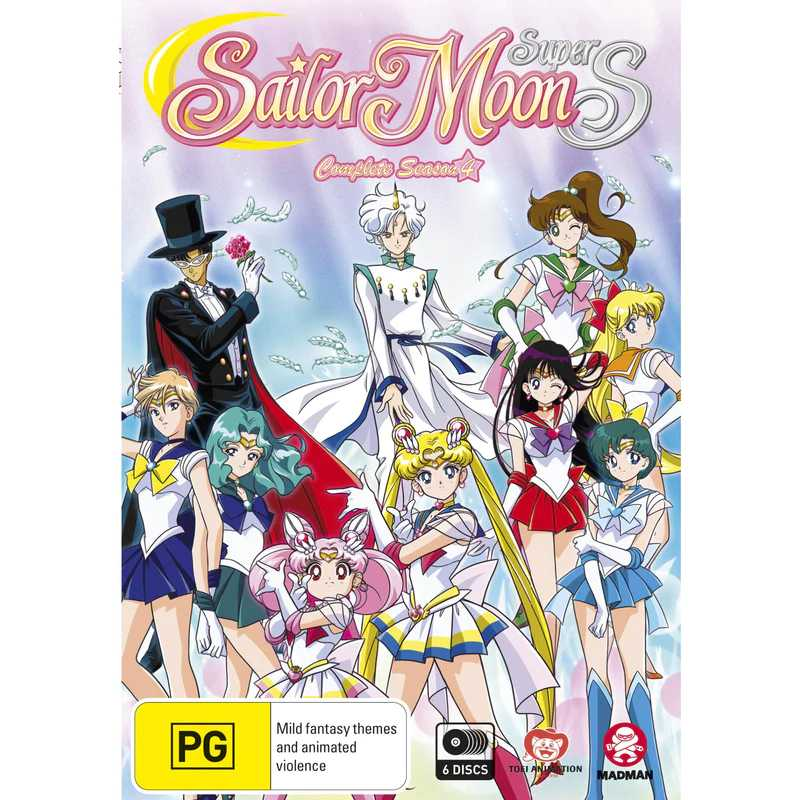 Super
Sailor Moon S
Complete Season 4
PG
Mild fantasy themes
and animated
violence
6 DISCS
TOEI ANIMATION
MADMAN